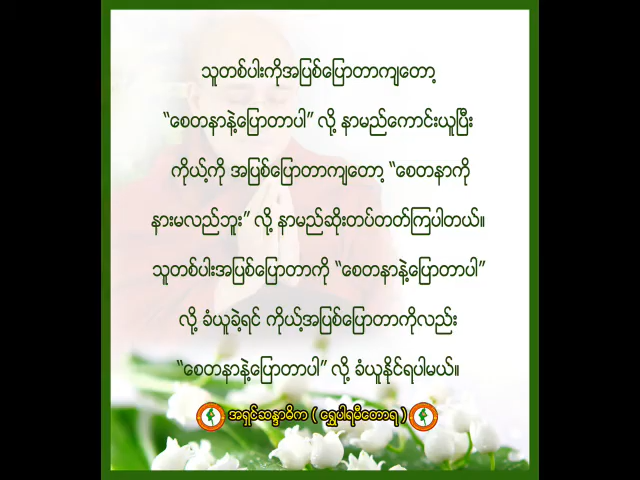 သူတစ်ပါးကိုအပြစ်ပြောတာကျတော့
“စေတနာနဲ့ပြောတာပါ” လို့ နာမည်ကောင်းယူပြီး
ကိုယ့်ကို အပြစ်ပြောတာကျတော့ “စေတနာကို
နားမလည်ဘူး” လို့ နာမည်ဆိုးတပ်တတ်ကြပါတယ်။
သူတစ်ပါးအပြစ်ပြောတာကို “စေတနာနဲ့ပြောတာပါ”
လို့ ခံယူခဲ့ရင် ကိုယ့်အပြစ်ပြောတာကိုလည်း
“စေတနာနဲ့ပြောတာပါ” လို့ ခံယူနိုင်ရပါမယ်။
အရှင်ဆန္ဒာဓိက ( ရွှေပါရမီတောရ )